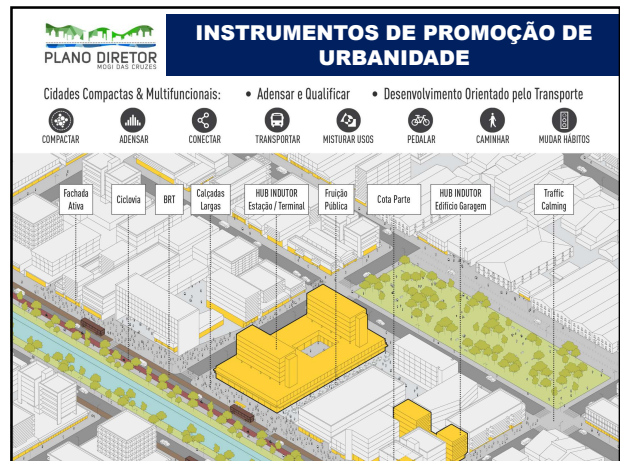 PLANO DIRETOR
MOGI DAS CRUZES
INSTRUMENTOS DE PROMOÇÃO DE
URBANIDADE
Cidades Compactas & Multifuncionais: • Adensar e Qualificar • Desenvolvimento Orientado pelo Transporte
COMPACTAR ADENSAR CONECTAR TRANSPORTAR MISTURAR USOS PEDALAR CAMINHAR MUDAR HÁBITOS
Fachada
Ativa
Ciclovia
BRT
Calçadas
Largas
HUB INDUTOR
Estação / Terminal
Fruição
Pública
Cota Parte
HUB INDUTOR
Edifício Garagem
Traffic
Calming